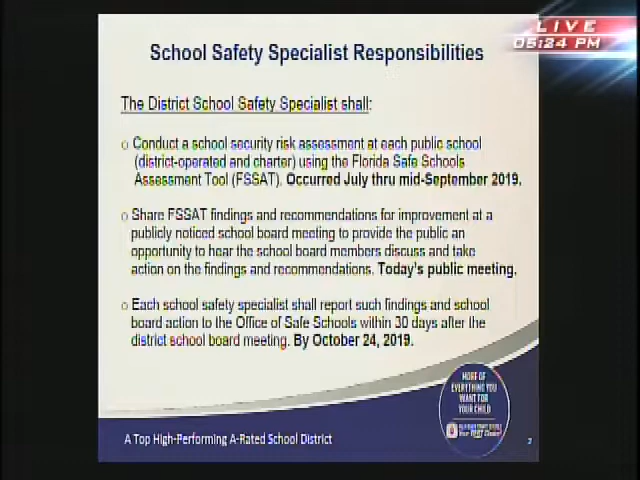 LIVE
05:24 PM
School Safety Specialist Responsibilities
The District School Safety Specialist shall:
o Conduct a school security risk assessment at each public school
(district-operated and charter) using the Florida Safe Schools
Assessment Tool (FSSAT). Occurred July thru mid-September 2019.
o Share FSSAT findings and recommendations for improvement at a
publicly noticed school board meeting to provide the public an
opportunity to hear the school board members discuss and take
action on the findings and recommendations. Today's public meeting.
o Each school safety specialist shall report such findings and school
board action to the Office of Safe Schools within 30 days after the
district school board meeting. By October 24, 2019.
MORE OF
EVERYTHING YOU
WANT FOR
YOUR CHILD
Your BEST Choice!
A Top High-Performing A-Rated School District
2